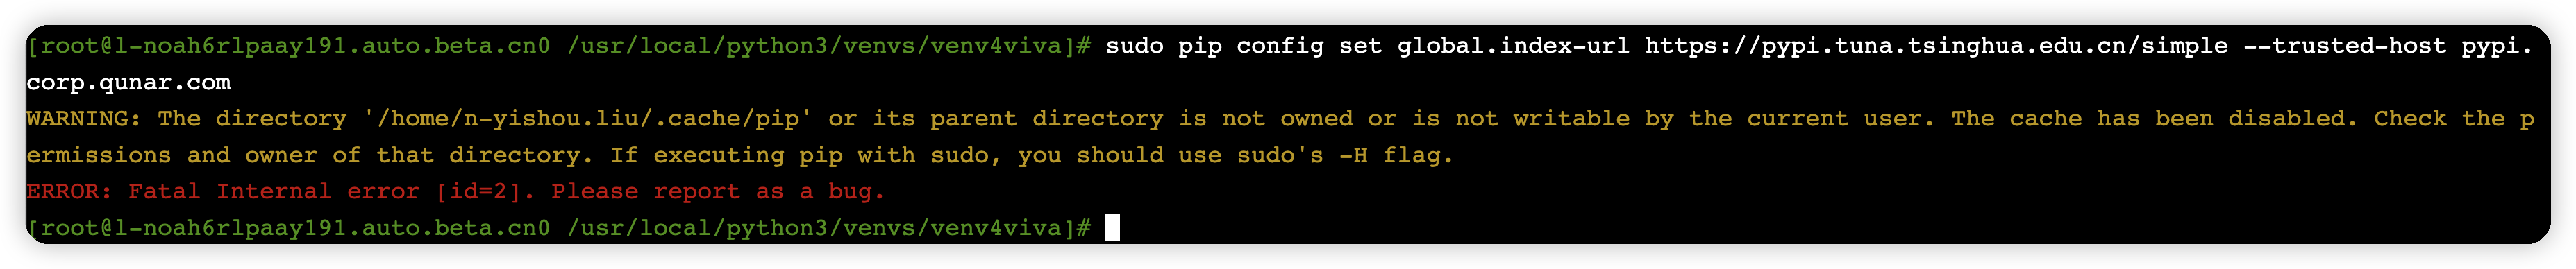 [root@l-noah6rlpaay191.auto.beta.cn0 /usr/local/python3/venvs/venv4viva]# sudo pip config set global.index-url https://pypi.tuna.tsinghua.edu.cn/simple --trusted-host pypi.
corp.qunar.com
WARNING: The directory '/home/n-yishou.liu/.cache/pip' or its parent directory is not owned or is not writable by the current user. The cache has been disabled. Check the p
ermissions and owner of that directory. If executing pip with sudo, you should use sudo's -H flag.
ERROR: Fatal Internal error [id=2]. Please report as a bug.
[root@l-noah6rlpaay191.auto.beta.cn0 /usr/local/python3/venvs/venv4viva]#